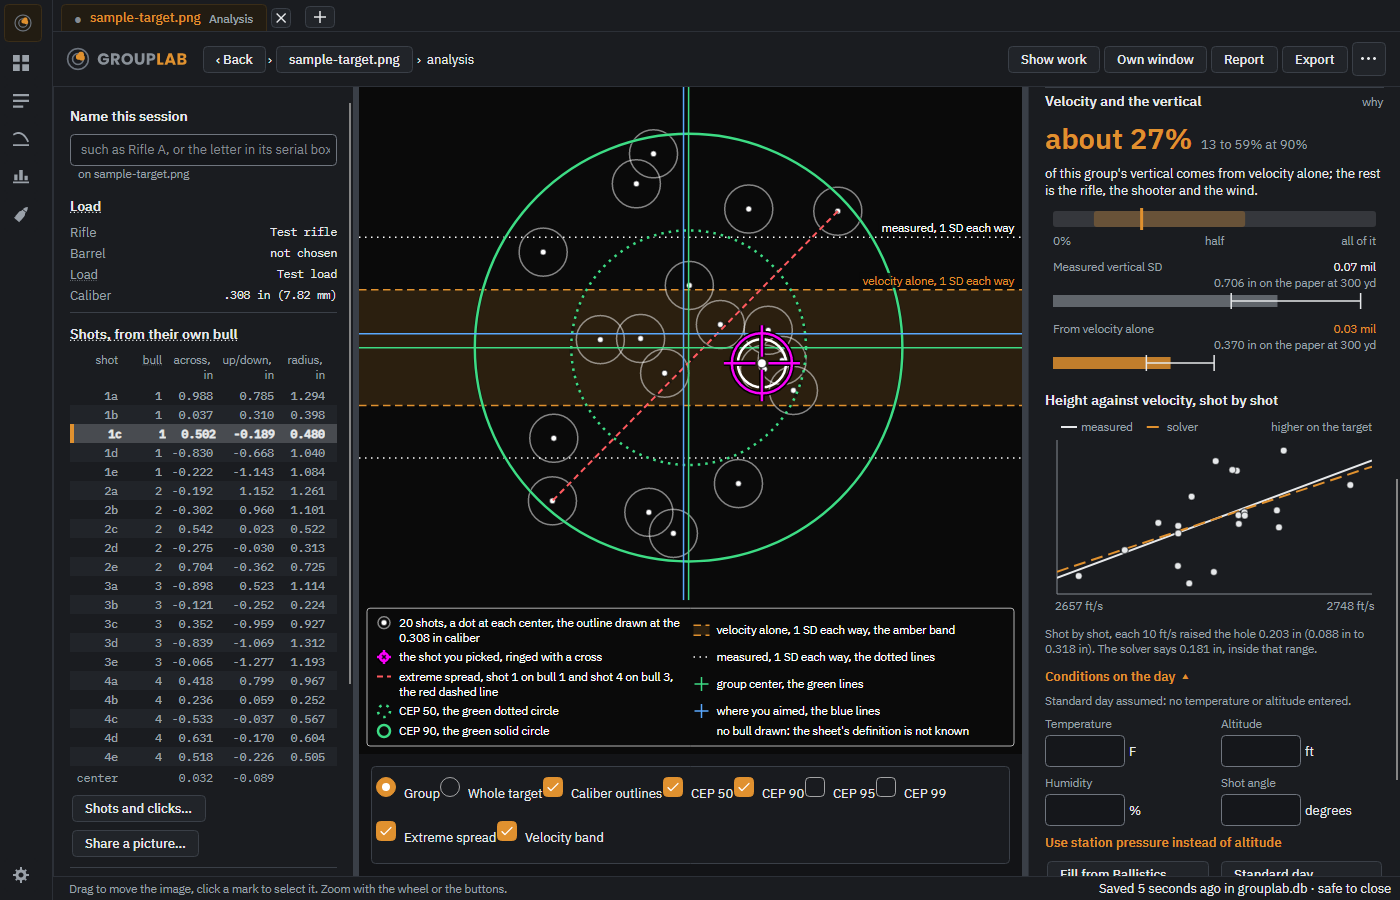 sample-target.png Analysis
GROUPLAB
‹ Back › sample-target.png › analysis
Show work Own window Report Export ...
Name this session
such as Rifle A, or the letter in its serial box
on sample-target.png
Load
Rifle Test rifle
Barrel not chosen
Load Test load
Caliber .308 in (7.82 mm)
Shots, from their own bull
shot bull across, in up/down, in radius, in
1a 1 0.988 0.785 1.294
1b 1 0.037 0.310 0.398
1c 1 0.502 -0.189 0.480
1d 1 -0.830 -0.668 1.040
1e 1 -0.222 -1.143 1.084
2a 2 -0.192 1.152 1.261
2b 2 -0.302 0.960 1.101
2c 2 0.542 0.023 0.522
2d 2 -0.275 -0.030 0.313
2e 2 0.704 -0.362 0.725
3a 3 -0.898 0.523 1.114
3b 3 -0.121 -0.252 0.224
3c 3 0.352 -0.959 0.927
3d 3 -0.839 -1.069 1.312
3e 3 -0.065 -1.277 1.193
4a 4 0.418 0.799 0.967
4b 4 0.236 0.059 0.252
4c 4 -0.533 -0.037 0.567
4d 4 0.631 -0.170 0.604
4e 4 0.518 -0.226 0.505
center 0.032 -0.089
Shots and clicks...
Share a picture...
measured, 1 SD each way
velocity alone, 1 SD each way
20 shots, a dot at each center, the outline drawn at the
0.308 in caliber
the shot you picked, ringed with a cross
extreme spread, shot 1 on bull 1 and shot 4 on bull 3,
the red dashed line
CEP 50, the green dotted circle
CEP 90, the green solid circle
velocity alone, 1 SD each way, the amber band
measured, 1 SD each way, the dotted lines
group center, the green lines
where you aimed, the blue lines
no bull drawn: the sheet's definition is not known
Group Whole target Caliber outlines CEP 50 CEP 90 CEP 95 CEP 99
Extreme spread Velocity band
Velocity and the vertical why
about 27% 13 to 59% at 90%
of this group's vertical comes from velocity alone; the rest
is the rifle, the shooter and the wind.
0% half all of it
Measured vertical SD 0.07 mil
0.706 in on the paper at 300 yd
From velocity alone 0.03 mil
0.370 in on the paper at 300 yd
Height against velocity, shot by shot
measured solver higher on the target
2657 ft/s 2748 ft/s
Shot by shot, each 10 ft/s raised the hole 0.203 in (0.088 in to
0.318 in). The solver says 0.181 in, inside that range.
Conditions on the day
Standard day assumed: no temperature or altitude entered.
Temperature Altitude
F ft
Humidity Shot angle
% degrees
Use station pressure instead of altitude
Fill from Ballistics Standard day
Drag to move the image, click a mark to select it. Zoom with the wheel or the buttons.
Saved 5 seconds ago in grouplab.db · safe to close